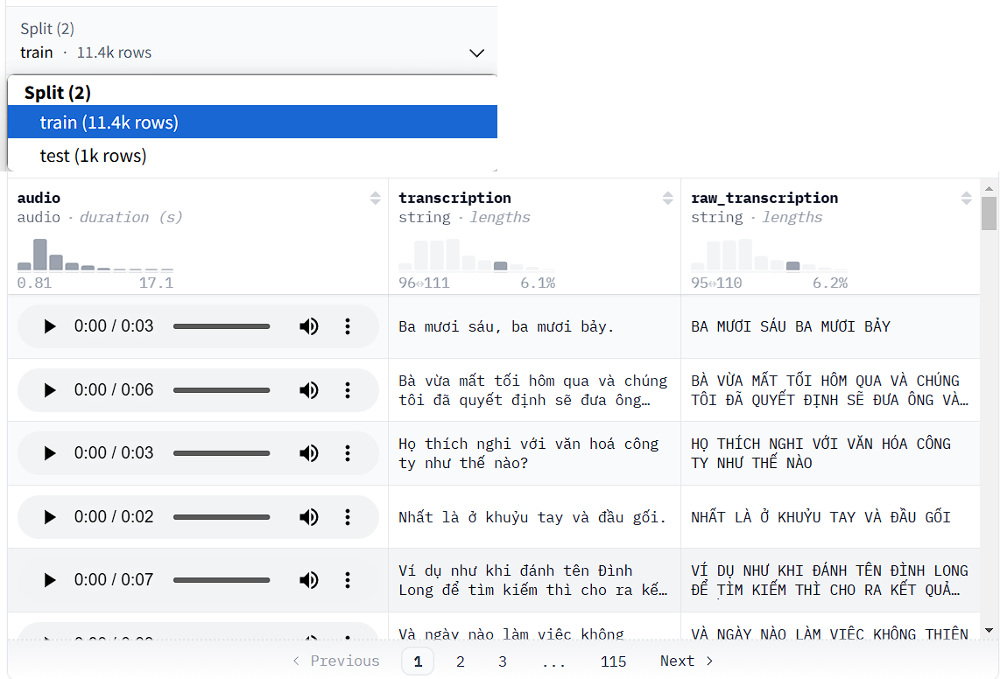 Split (2)
train · 11.4k rows
Split (2)
train (11.4k rows)
test (1k rows)
audio
audio · duration (s)
0.81 17.1
transcription
string · lengths
96↔111 6.1%
raw_transcription
string · lengths
95↔110 6.2%
0:00 / 0:03
Ba mươi sáu, ba mươi bảy.
BA MƯƠI SÁU BA MƯƠI BẢY
0:00 / 0:06
Bà vừa mất tối hôm qua và chúng
tôi đã quyết định sẽ đưa ông…
BÀ VỪA MẤT TỐI HÔM QUA VÀ CHÚNG
TÔI ĐÃ QUYẾT ĐỊNH SẼ ĐƯA ÔNG VÀ…
0:00 / 0:03
Họ thích nghi với văn hoá công
ty như thế nào?
HỌ THÍCH NGHI VỚI VĂN HÓA CÔNG
TY NHƯ THẾ NÀO
0:00 / 0:02
Nhất là ở khuỷu tay và đầu gối.
NHẤT LÀ Ở KHUỶU TAY VÀ ĐẦU GỐI
0:00 / 0:07
Ví dụ như khi đánh tên Đình
Long để tìm kiếm thì cho ra kế…
VÍ DỤ NHƯ KHI ĐÁNH TÊN ĐÌNH LONG
ĐỂ TÌM KIẾM THÌ CHO RA KẾT QUẢ…
Và ngày nào làm việc không
VÀ NGÀY NÀO LÀM VIỆC KHÔNG THIỆN
Previous 1 2 3 ... 115 Next